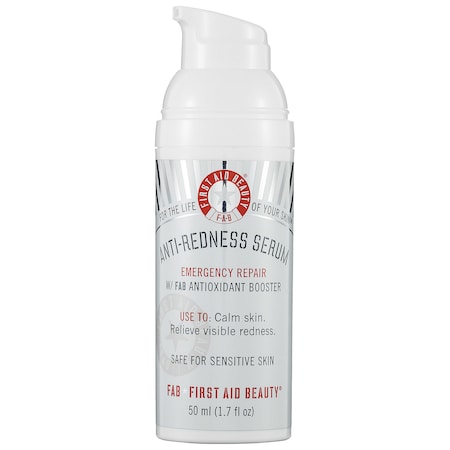 FIRST AID BEAUTY
FAB
FOR THE LIFE OF YOUR SKIN
ANTI-REDNESS SERUM
EMERGENCY REPAIR
W/ FAB ANTIOXIDANT BOOSTER
USE TO: Calm skin.
Relieve visible redness.
SAFE FOR SENSITIVE SKIN
FAB FIRST AID BEAUTY®
50 ml (1.7 fl oz)